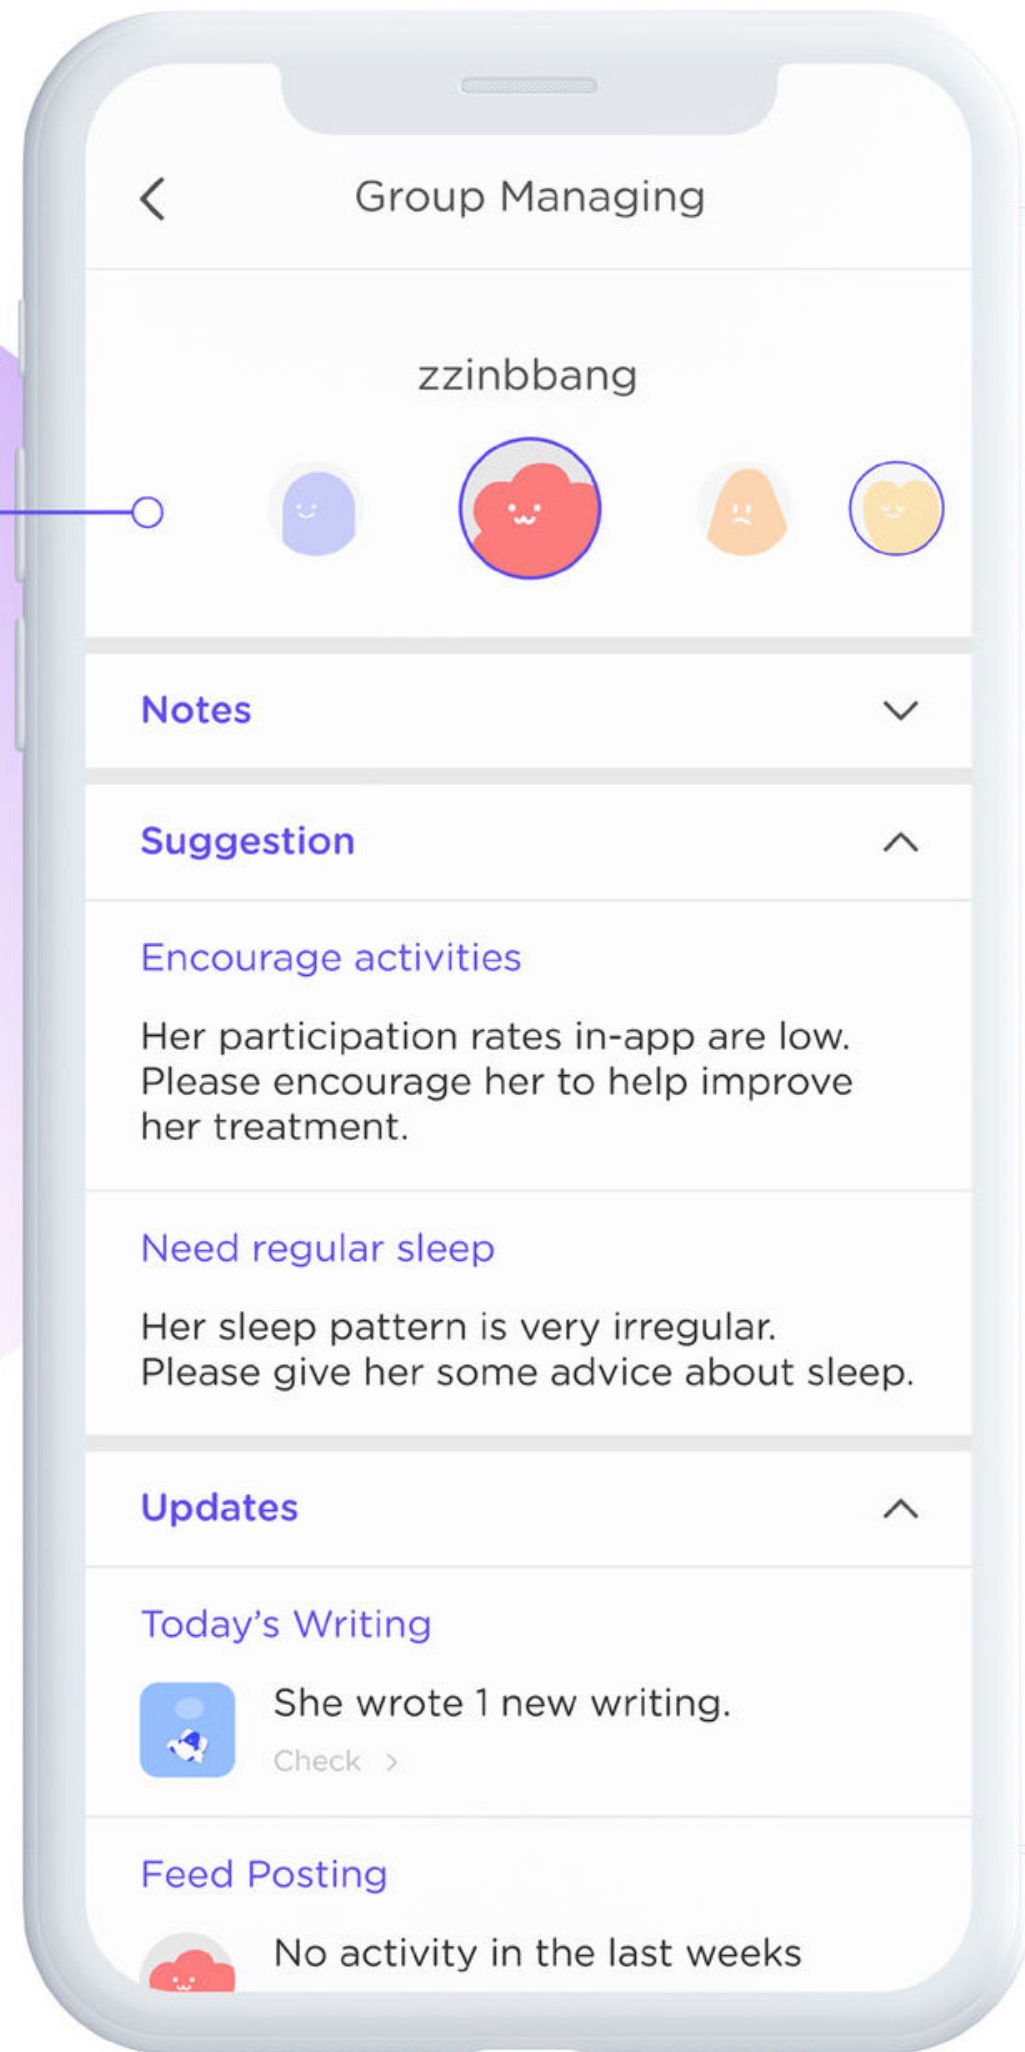 Group Managing
zzinbbang
Notes
Suggestion
Encourage activities
Her participation rates in-app are low.
Please encourage her to help improve
her treatment.
Need regular sleep
Her sleep pattern is very irregular.
Please give her some advice about sleep.
Updates
Today's Writing
She wrote 1 new writing.
Check >
Feed Posting
No activity in the last weeks